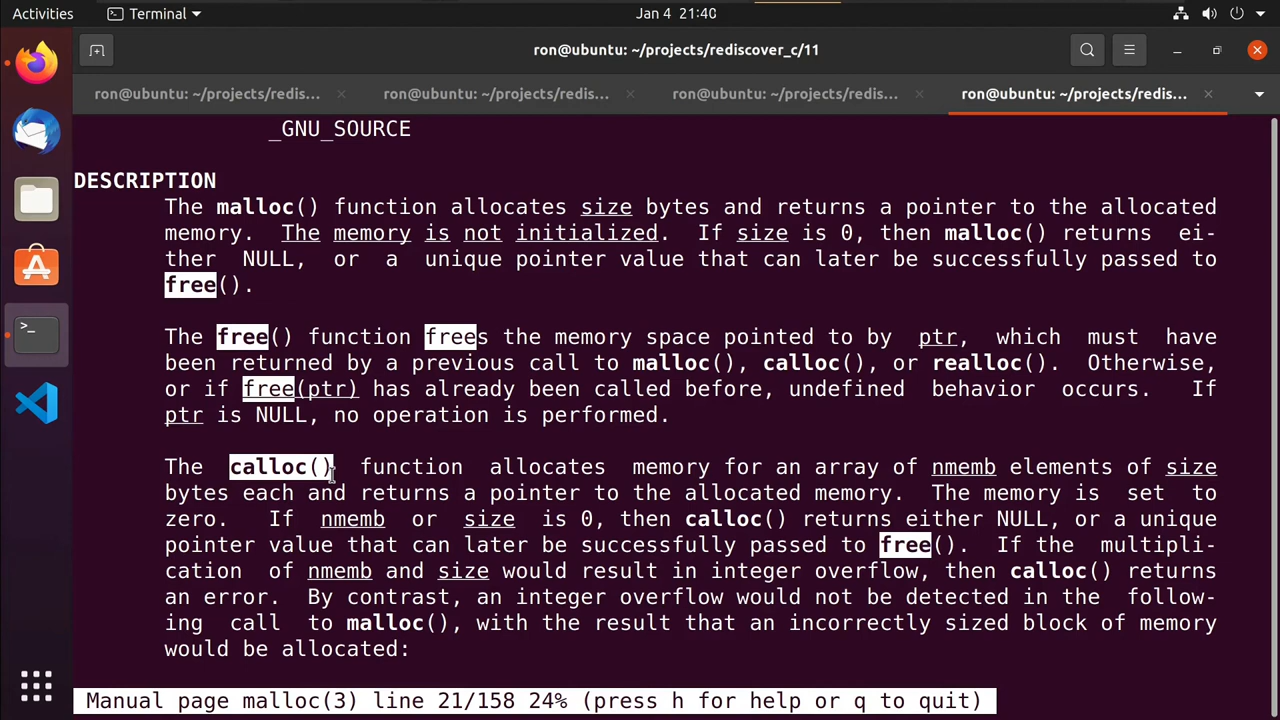 Activities
Terminal
Jan 4 21:40
ron@ubuntu: ~/projects/rediscover_c/11
ron@ubuntu: ~/projects/redis...
ron@ubuntu: ~/projects/redis...
ron@ubuntu: ~/projects/redis...
ron@ubuntu: ~/projects/redis...
_GNU_SOURCE
DESCRIPTION
The malloc() function allocates size bytes and returns a pointer to the allocated
memory. The memory is not initialized. If size is 0, then malloc() returns ei-
ther NULL, or a unique pointer value that can later be successfully passed to
free().
The free() function frees the memory space pointed to by ptr, which must have
been returned by a previous call to malloc(), calloc(), or realloc(). Otherwise,
or if free(ptr) has already been called before, undefined behavior occurs. If
ptr is NULL, no operation is performed.
The calloc() function allocates memory for an array of nmemb elements of size
bytes each and returns a pointer to the allocated memory. The memory is set to
zero. If nmemb or size is 0, then calloc() returns either NULL, or a unique
pointer value that can later be successfully passed to free(). If the multipli-
cation of nmemb and size would result in integer overflow, then calloc() returns
an error. By contrast, an integer overflow would not be detected in the follow-
ing call to malloc(), with the result that an incorrectly sized block of memory
would be allocated:
Manual page malloc(3) line 21/158 24% (press h for help or q to quit)